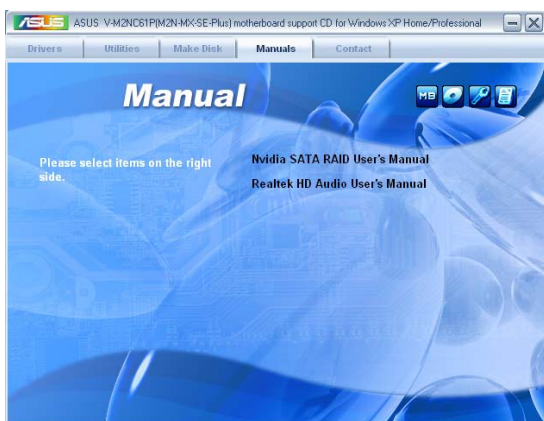 ASUS V-M2NC61P(M2N-MX-SE-Plus) motherboard support CD for Windows XP Home/Professional
Drivers Utilities Make Disk Manuals Contact
Manual
MB
Please select items on the right
side.
Nvidia SATA RAID User's Manual
Realtek HD Audio User's Manual